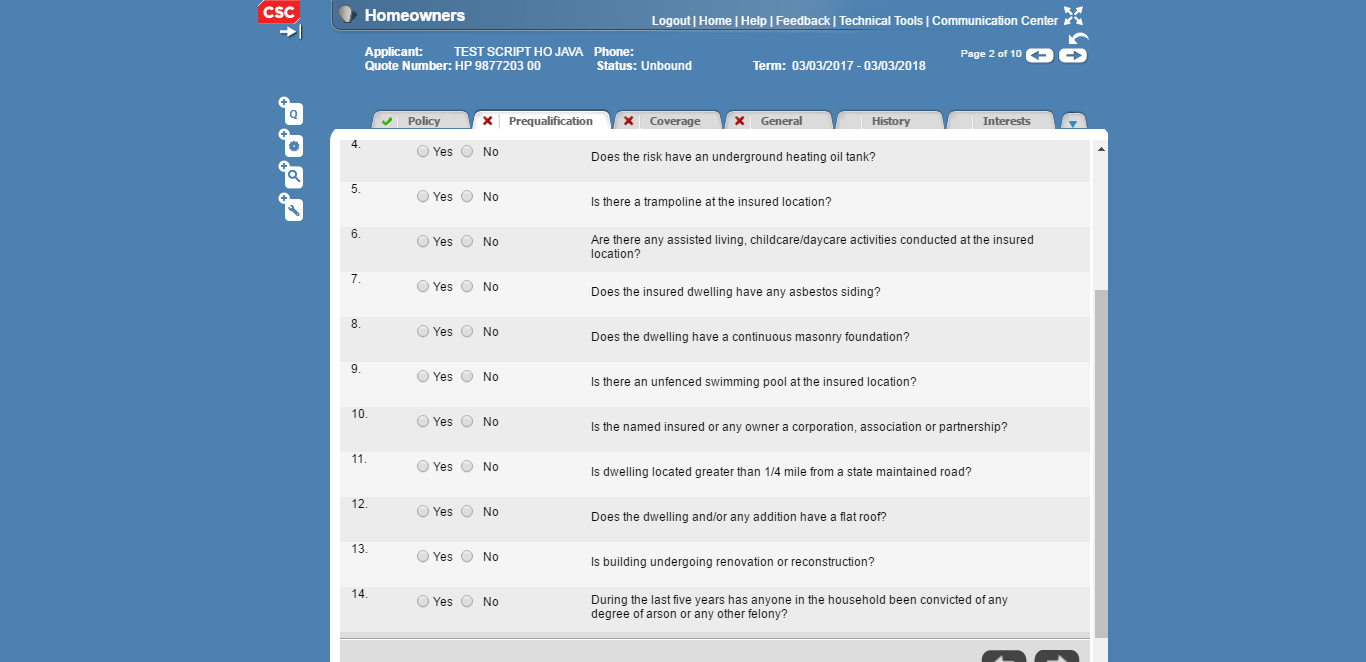 CSC
Homeowners
Logout | Home | Help | Feedback | Technical Tools | Communication Center
Applicant: TEST SCRIPT HO JAVA Phone:
Quote Number: HP 9877203 00 Status: Unbound Term: 03/03/2017 - 03/03/2018
Page 2 of 10
Q
Policy Prequalification Coverage General History Interests
4. Yes No Does the risk have an underground heating oil tank?
5. Yes No Is there a trampoline at the insured location?
6. Yes No Are there any assisted living, childcare/daycare activities conducted at the insured
location?
7. Yes No Does the insured dwelling have any asbestos siding?
8. Yes No Does the dwelling have a continuous masonry foundation?
9. Yes No Is there an unfenced swimming pool at the insured location?
10. Yes No Is the named insured or any owner a corporation, association or partnership?
11. Yes No Is dwelling located greater than 1/4 mile from a state maintained road?
12. Yes No Does the dwelling and/or any addition have a flat roof?
13. Yes No Is building undergoing renovation or reconstruction?
14. Yes No During the last five years has anyone in the household been convicted of any
degree of arson or any other felony?